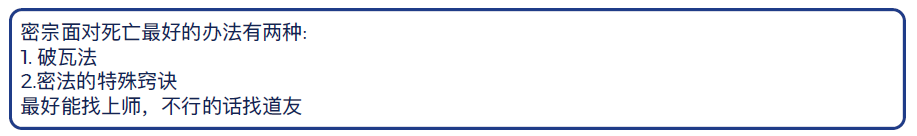 密宗面对死亡最好的办法有两种:
1. 破瓦法
2.密法的特殊窍诀
最好能找上师，不行的话找道友